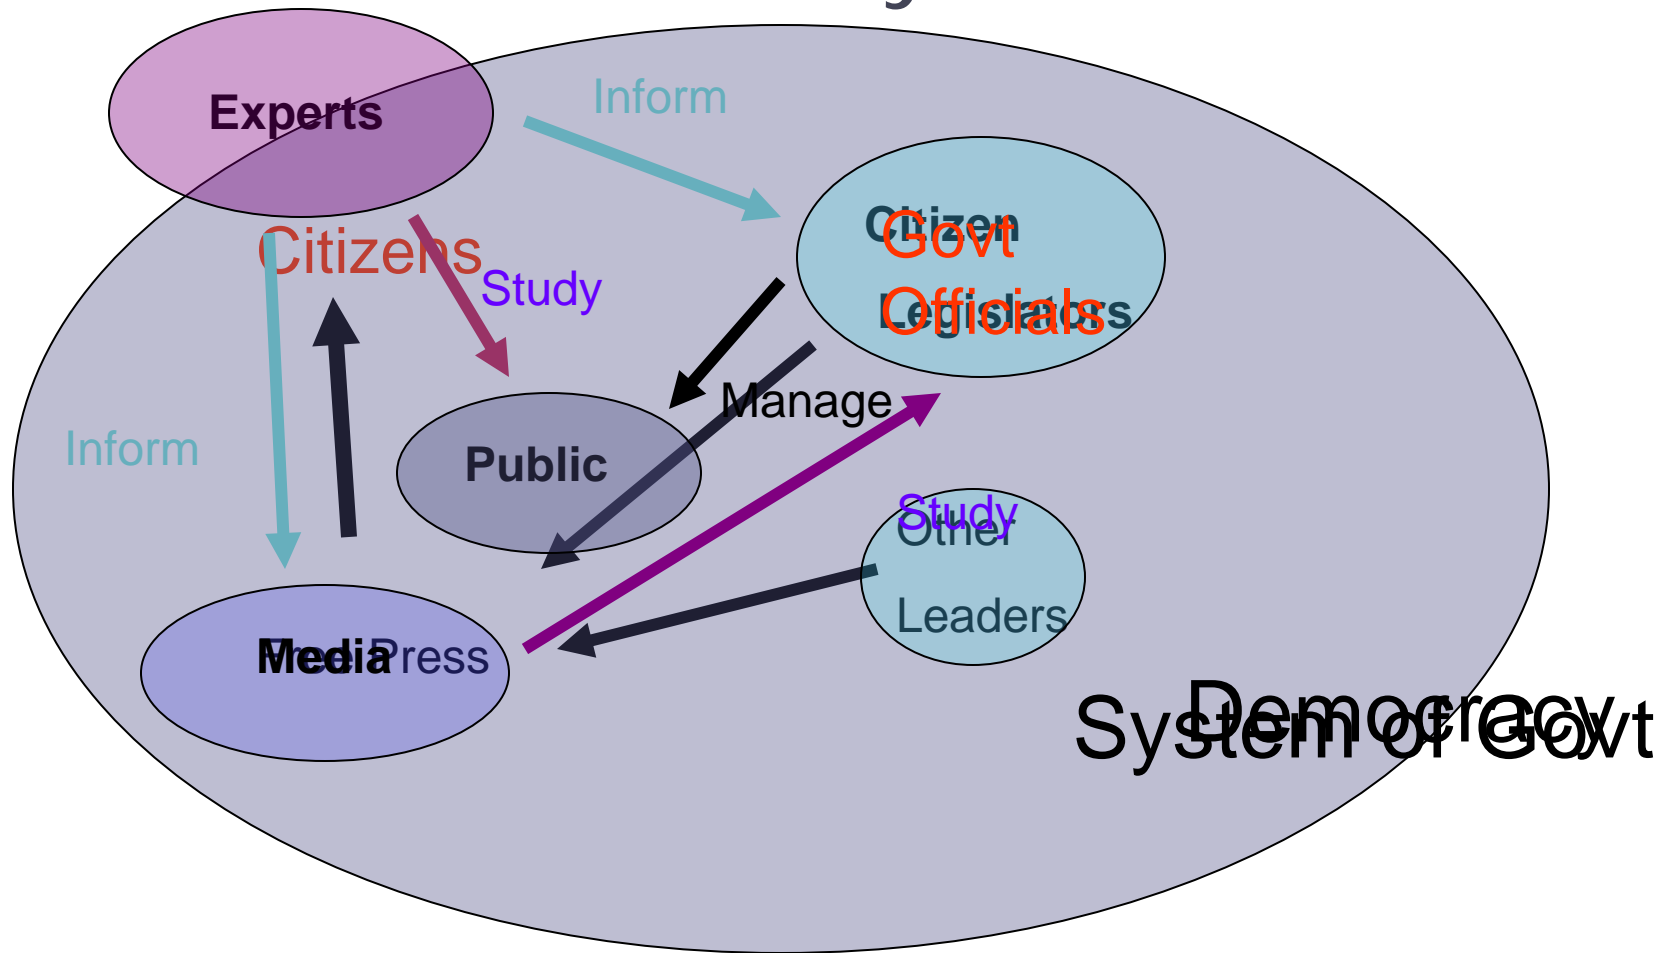 Experts
Inform
Citizens
Study
Citizen
Legislators
Govt
Officials
Manage
Inform
Public
Study
Other
Leaders
Media
Free Press
Democracy
System of Govt